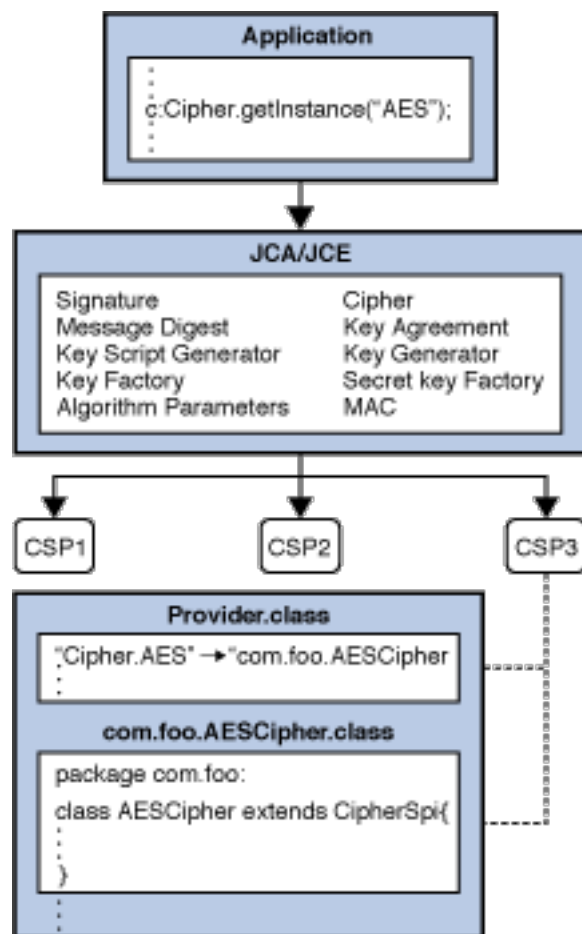 Application
c:Cipher.getInstance("AES");
JCA/JCE
Signature Cipher
Message Digest Key Agreement
Key Script Generator Key Generator
Key Factory Secret key Factory
Algorithm Parameters MAC
CSP1 CSP2 CSP3
Provider.class
"Cipher.AES" → "com.foo.AESCipher
com.foo.AESCipher.class
package com.foo:
class AESCipher extends CipherSpi{
}